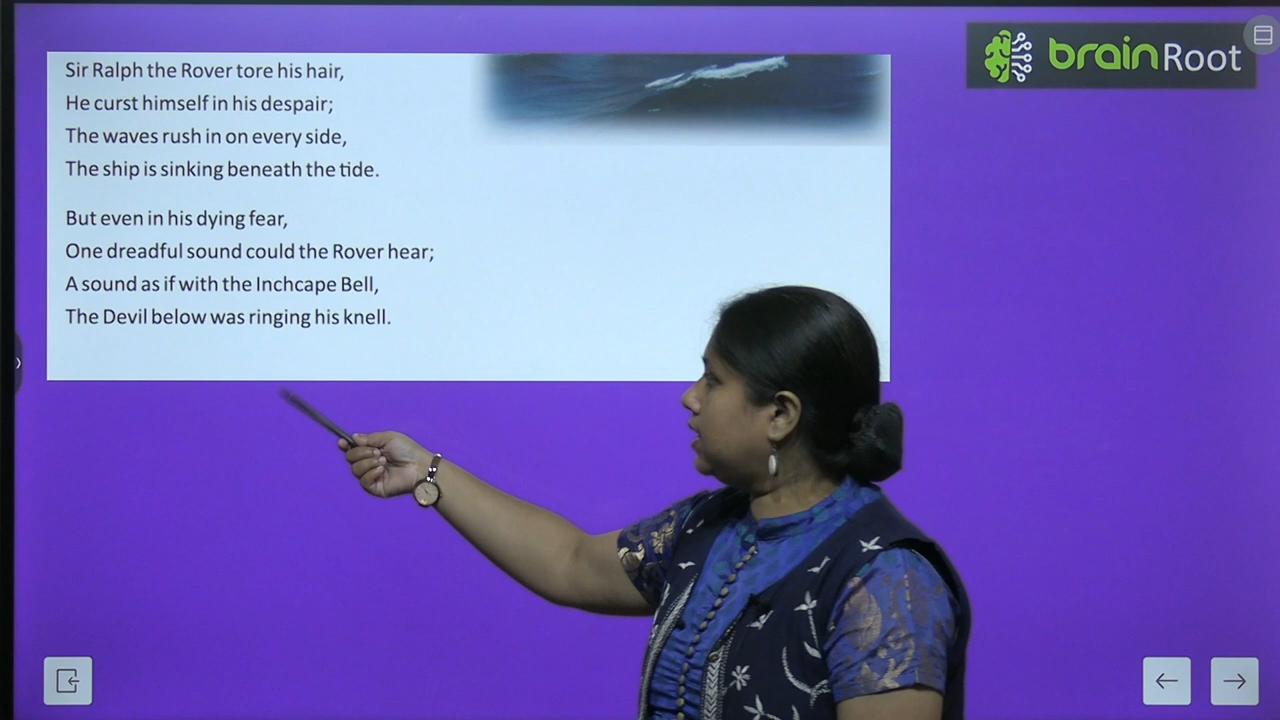 Sir Ralph the Rover tore his hair,
He curst himself in his despair;
The waves rush in on every side,
The ship is sinking beneath the tide.
But even in his dying fear,
One dreadful sound could the Rover hear;
A sound as if with the Inchcape Bell,
The Devil below was ringing his knell.
brainRoot